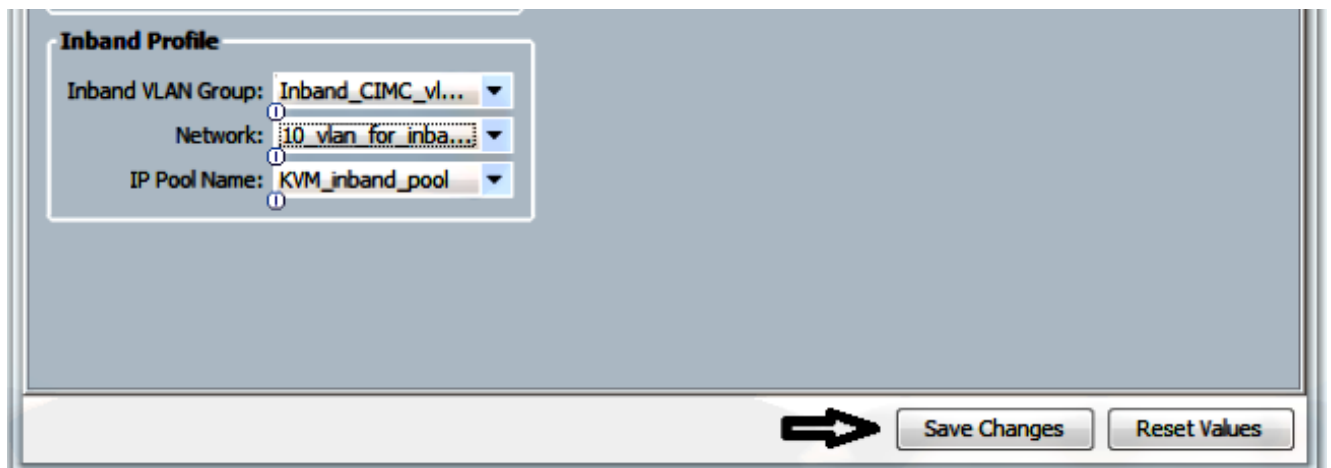 Inband Profile
Inband VLAN Group: Inband_CIMC_vl...
Network: 10_vlan_for_inba...
IP Pool Name: KVM_inband_pool
Save Changes Reset Values